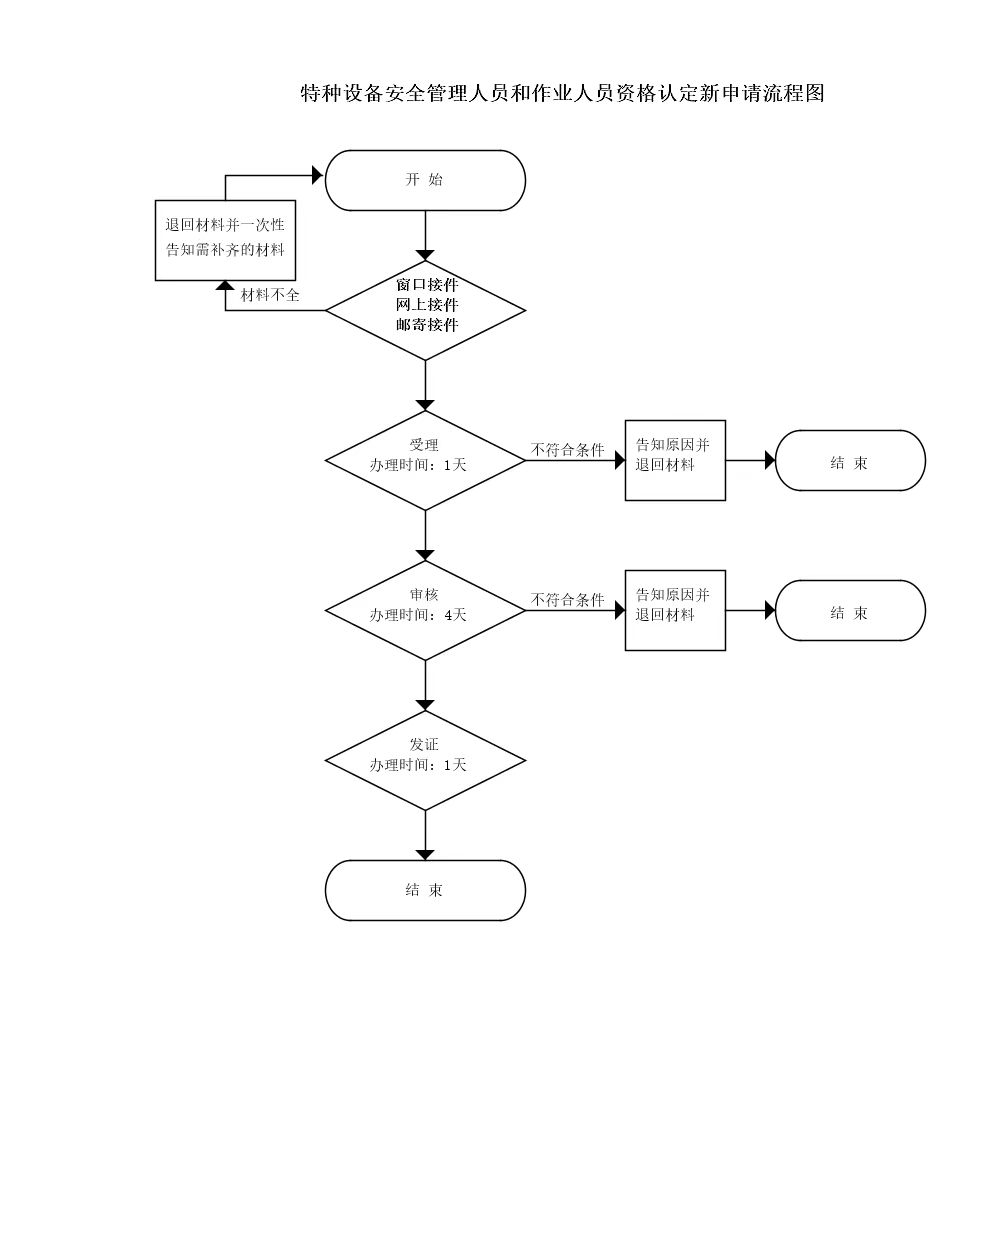 特种设备安全管理人员和作业人员资格认定新申请流程图
开 始
退回材料并一次性
告知需补齐的材料
材料不全
窗口接件
网上接件
邮寄接件
受理
办理时间：1天
不符合条件
告知原因并
退回材料
结 束
审核
办理时间：4天
不符合条件
告知原因并
退回材料
结 束
发证
办理时间：1天
结 束